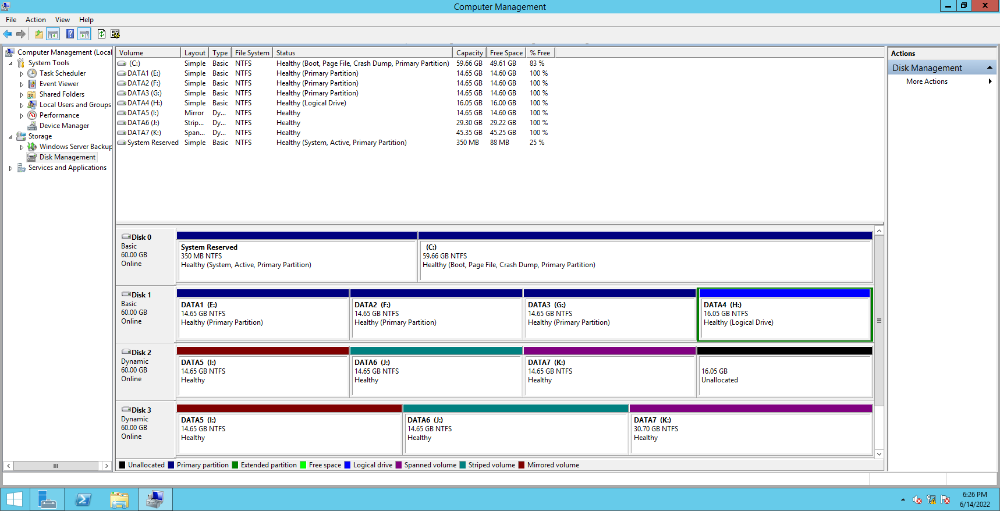 Computer Management
File Action View Help
Computer Management (Local
System Tools
Task Scheduler
Event Viewer
Shared Folders
Local Users and Groups
Performance
Device Manager
Storage
Windows Server Backup
Disk Management
Services and Applications
Volume Layout Type File System Status Capacity Free Space % Free
(C:) Simple Basic NTFS Healthy (Boot, Page File, Crash Dump, Primary Partition) 59.66 GB 49.61 GB 83 %
DATA1 (E:) Simple Basic NTFS Healthy (Primary Partition) 14.65 GB 14.60 GB 100 %
DATA2 (F:) Simple Basic NTFS Healthy (Primary Partition) 14.65 GB 14.60 GB 100 %
DATA3 (G:) Simple Basic NTFS Healthy (Primary Partition) 14.65 GB 14.60 GB 100 %
DATA4 (H:) Simple Basic NTFS Healthy (Logical Drive) 16.05 GB 16.00 GB 100 %
DATA5 (I:) Mirror Dy... NTFS Healthy 14.65 GB 14.60 GB 100 %
DATA6 (J:) Strip... Dy... NTFS Healthy 29.30 GB 29.22 GB 100 %
DATA7 (K:) Span... Dy... NTFS Healthy 45.35 GB 45.25 GB 100 %
System Reserved Simple Basic NTFS Healthy (System, Active, Primary Partition) 350 MB 88 MB 25 %
Disk 0
Basic
60.00 GB
Online
System Reserved
350 MB NTFS
Healthy (System, Active, Primary Partition)
(C:)
59.66 GB NTFS
Healthy (Boot, Page File, Crash Dump, Primary Partition)
Disk 1
Basic
60.00 GB
Online
DATA1 (E:)
14.65 GB NTFS
Healthy (Primary Partition)
DATA2 (F:)
14.65 GB NTFS
Healthy (Primary Partition)
DATA3 (G:)
14.65 GB NTFS
Healthy (Primary Partition)
DATA4 (H:)
16.05 GB NTFS
Healthy (Logical Drive)
Disk 2
Dynamic
60.00 GB
Online
DATA5 (I:)
14.65 GB NTFS
Healthy
DATA6 (J:)
14.65 GB NTFS
Healthy
DATA7 (K:)
14.65 GB NTFS
Healthy
16.05 GB
Unallocated
Disk 3
Dynamic
60.00 GB
Online
DATA5 (I:)
14.65 GB NTFS
Healthy
DATA6 (J:)
14.65 GB NTFS
Healthy
DATA7 (K:)
30.70 GB NTFS
Healthy
Unallocated Primary partition Extended partition Free space Logical drive Spanned volume Striped volume Mirrored volume
Actions
Disk Management
More Actions
6:26 PM
6/14/2022